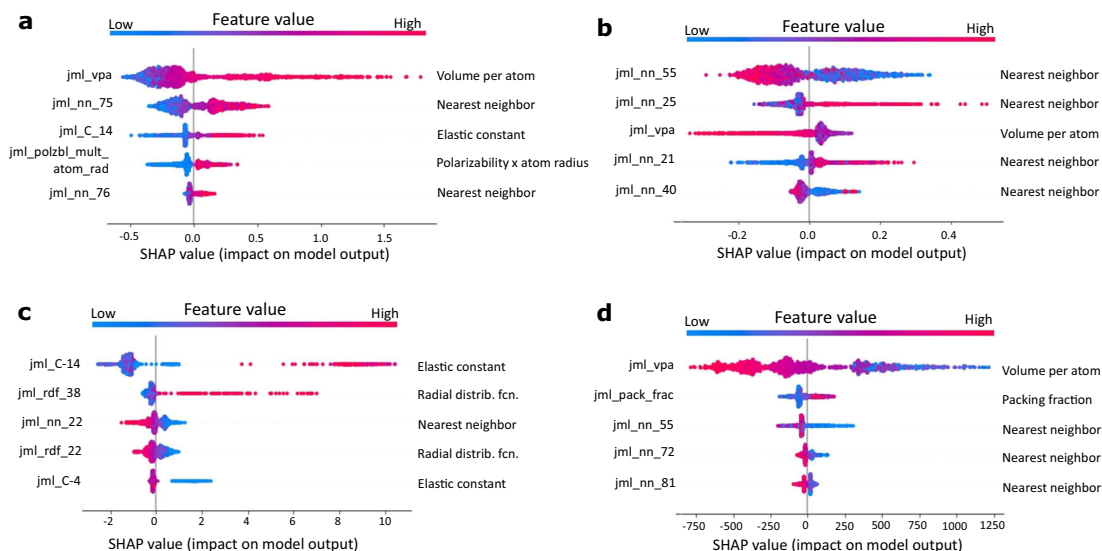 a
Feature value
Low
High
jml_vpa
Volume per atom
jml_nn_75
Nearest neighbor
jml_C_14
Elastic constant
jml_polzbl_mult_
atom_rad
Polarizability x atom radius
jml_nn_76
Nearest neighbor
-0.5 0.0 0.5 1.0 1.5
SHAP value (impact on model output)
b
Feature value
Low
High
jml_nn_55
Nearest neighbor
jml_nn_25
Nearest neighbor
jml_vpa
Volume per atom
jml_nn_21
Nearest neighbor
jml_nn_40
Nearest neighbor
-0.2 0.0 0.2 0.4
SHAP value (impact on model output)
c
Feature value
Low
High
jml_C-14
Elastic constant
jml_rdf_38
Radial distrib. fcn.
jml_nn_22
Nearest neighbor
jml_rdf_22
Radial distrib. fcn.
jml_C-4
Elastic constant
0 2 4 6 8 10
SHAP value (impact on model output)
d
Feature value
Low
High
jml_vpa
Volume per atom
jml_pack_frac
Packing fraction
jml_nn_55
Nearest neighbor
jml_nn_72
Nearest neighbor
jml_nn_81
Nearest neighbor
-750 -500 -250 0 250 500 750 1000 1250
SHAP value (impact on model output)